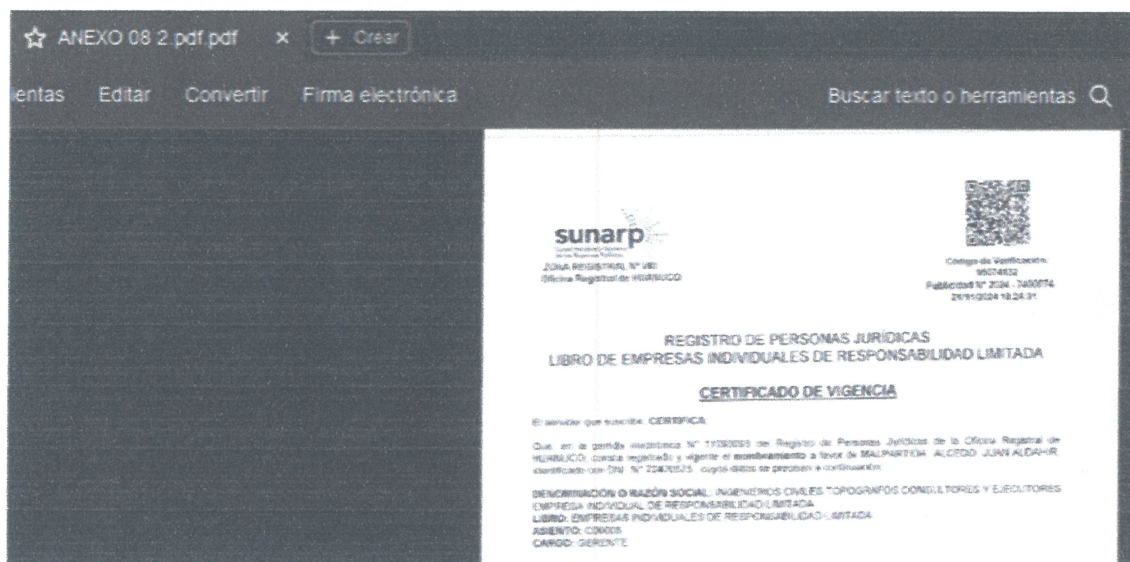 ANEXO 08 2.pdf.pdf × + Crear
entas Editar Convertir Firma electrónica Buscar texto o herramientas
sunarp
ZONA REGISTRAL N°
Oficina Registral de HUANUCO
Código de Verificación:
Publicidad N° 2024 -
REGISTRO DE PERSONAS JURÍDICAS
LIBRO DE EMPRESAS INDIVIDUALES DE RESPONSABILIDAD LIMITADA
CERTIFICADO DE VIGENCIA
El servidor que suscribe, CERTIFICA:
Que, en la partida electrónica N° del Registro de Personas Jurídicas de la Oficina Registral de
HUANUCO, consta registrado y vigente el nombramiento a favor de MALPARTIDA ALCEDO, JUAN ALDAHIR,
identificado con DNI. N° cuyos datos se precisan a continuación:
DENOMINACIÓN O RAZÓN SOCIAL: INGENIEROS CIVILES TOPOGRAFOS CONSULTORES Y EJECUTORES
EMPRESA INDIVIDUAL DE RESPONSABILIDAD LIMITADA
LIBRO: EMPRESAS INDIVIDUALES DE RESPONSABILIDAD LIMITADA
ASIENTO:
CARGO: GERENTE